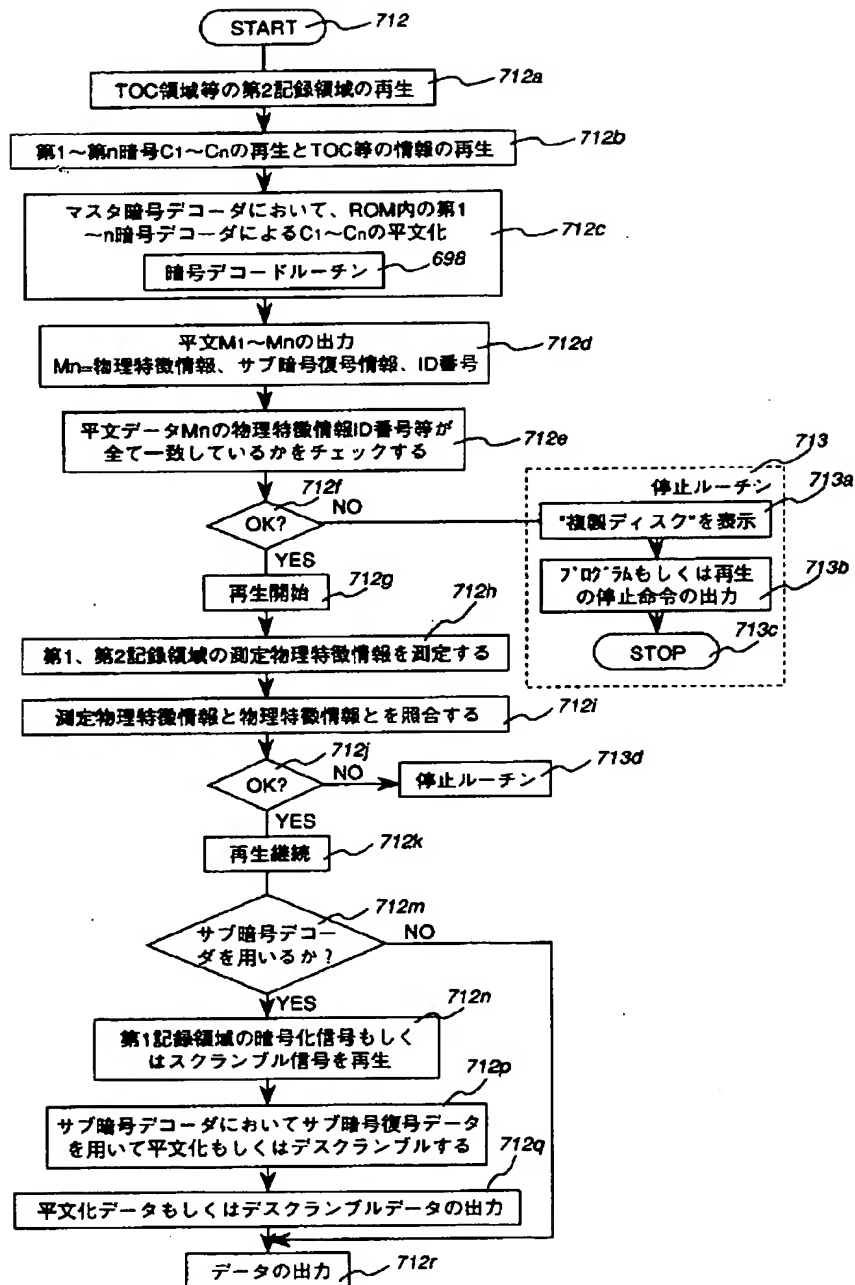 START
712
TOC領域等の第2記録領域の再生
712a
第1～第n暗号C1～Cnの再生とTOC等の情報の再生
712b
マスタ暗号デコーダにおいて、ROM内の第1
～n暗号デコーダによるC1～Cnの平文化
712c
暗号デコードルーチン
698
平文M1～Mnの出力
Mn=物理特徴情報、サブ暗号復号情報、ID番号
712d
平文データMnの物理特徴情報ID番号等が
全て一致しているかをチェックする
712e
712f
OK?
NO
YES
713
停止ルーチン
713a
"複製ディスク"を表示
713b
プログラムもしくは再生
の停止命令の出力
STOP
713c
再生開始
712g
712h
第1、第2記録領域の測定物理特徴情報を測定する
測定物理特徴情報と物理特徴情報とを照合する
712i
712j
OK?
NO
停止ルーチン
713d
YES
再生継続
712k
712m
サブ暗号デコー
ダを用いるか?
NO
YES
712n
第1記録領域の暗号化信号もしく
はスクランブル信号を再生
712p
サブ暗号デコーダにおいてサブ暗号復号データ
を用いて平文化もしくはデスクランブルする
712q
平文化データもしくはデスクランブルデータの出力
データの出力
712r